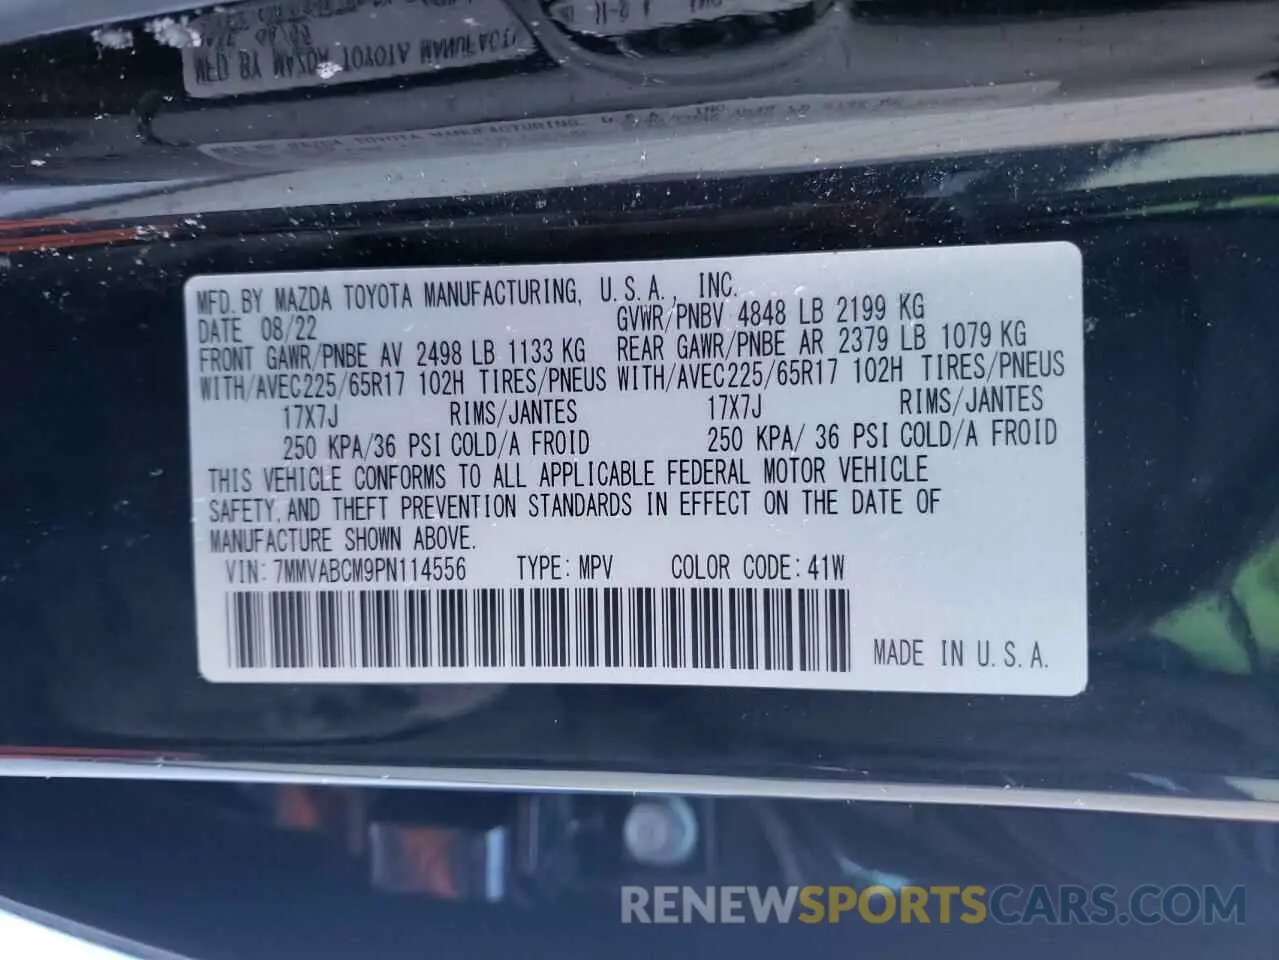 MFD. BY MAZDA TOYOTA MANUFACTURING, U.S.A., INC.
DATE 08/22 GVWR/PNBV 4848 LB 2199 KG
FRONT GAWR/PNBE AV 2498 LB 1133 KG REAR GAWR/PNBE AR 2379 LB 1079 KG
WITH/AVEC225/65R17 102H TIRES/PNEUS WITH/AVEC225/65R17 102H TIRES/PNEUS
17X7J RIMS/JANTES 17X7J RIMS/JANTES
250 KPA/36 PSI COLD/A FROID 250 KPA/ 36 PSI COLD/A FROID
THIS VEHICLE CONFORMS TO ALL APPLICABLE FEDERAL MOTOR VEHICLE
SAFETY, AND THEFT PREVENTION STANDARDS IN EFFECT ON THE DATE OF
MANUFACTURE SHOWN ABOVE.
VIN: 7MMVABCM9PN114556 TYPE: MPV COLOR CODE: 41W
MADE IN U.S.A.
RENEWSPORTSCARS.COM